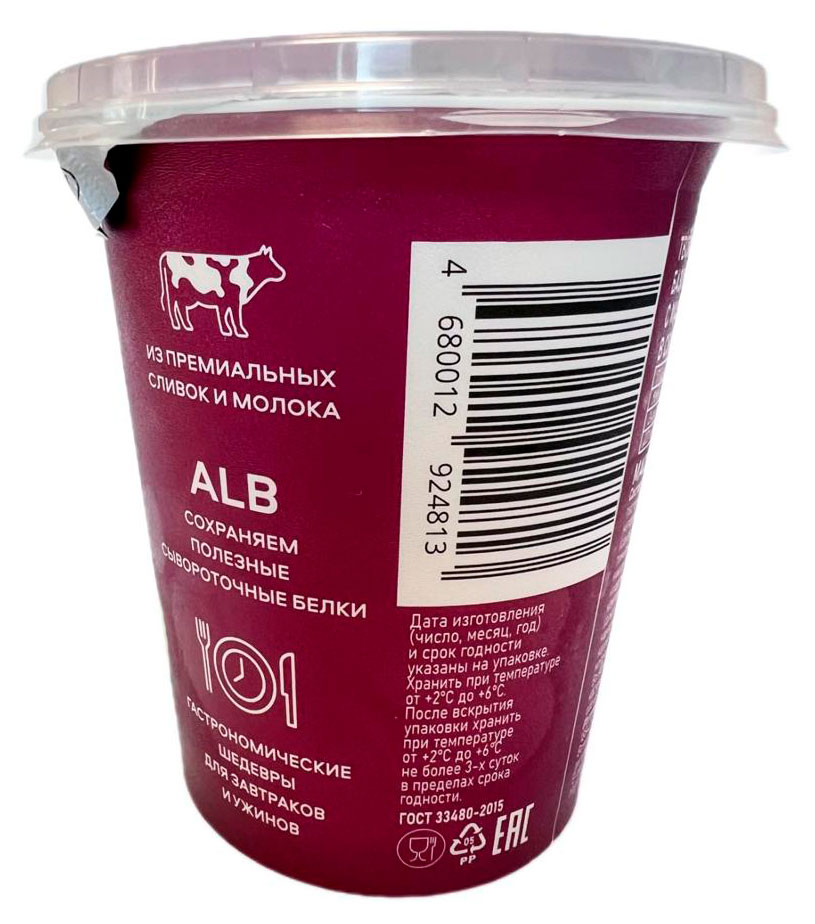 ИЗ ПРЕМИАЛЬНЫХ
СЛИВОК И МОЛОКА
ALB
СОХРАНЯЕМ
ПОЛЕЗНЫЕ
СЫВОРОТОЧНЫЕ БЕЛКИ
ГАСТРОНОМИЧЕСКИЕ
ШЕДЕВРЫ
ДЛЯ ЗАВТРАКОВ
И УЖИНОВ
4 680012 924813
Дата изготовления
(число, месяц, год)
и срок годности
указаны на упаковке.
Хранить при температуре
от +2°С до +6°С.
После вскрытия
упаковки хранить
при температуре
от +2°С до +6°С
не более 3-х суток
в пределах срока
годности.
ГОСТ 33480-2015
05
PP
EAC